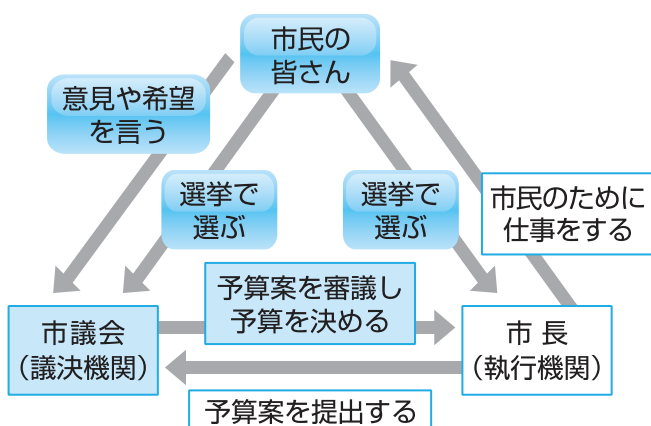 市民の
皆さん
意見や希望
を言う
選挙で
選ぶ
選挙で
選ぶ
市民のために
仕事をする
予算案を審議し
予算を決める
市議会
（議決機関）
市 長
（執行機関）
予算案を提出する